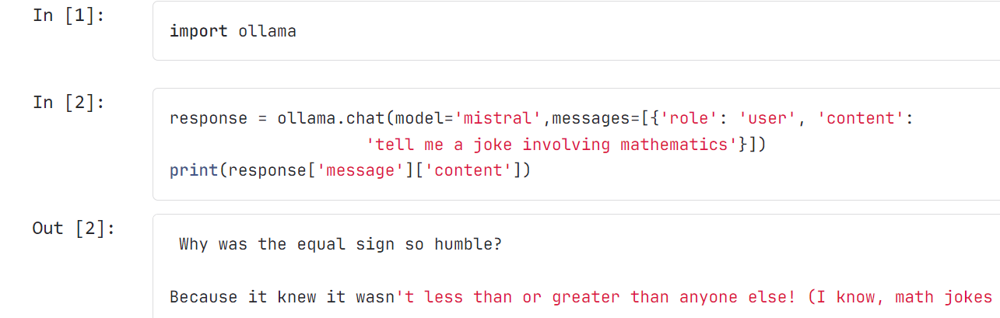 In [1]:
import ollama
In [2]:
response = ollama.chat(model='mistral',messages=[{'role': 'user', 'content':
'tell me a joke involving mathematics'}])
print(response['message']['content'])
Out [2]:
Why was the equal sign so humble?
Because it knew it wasn't less than or greater than anyone else! (I know, math jokes